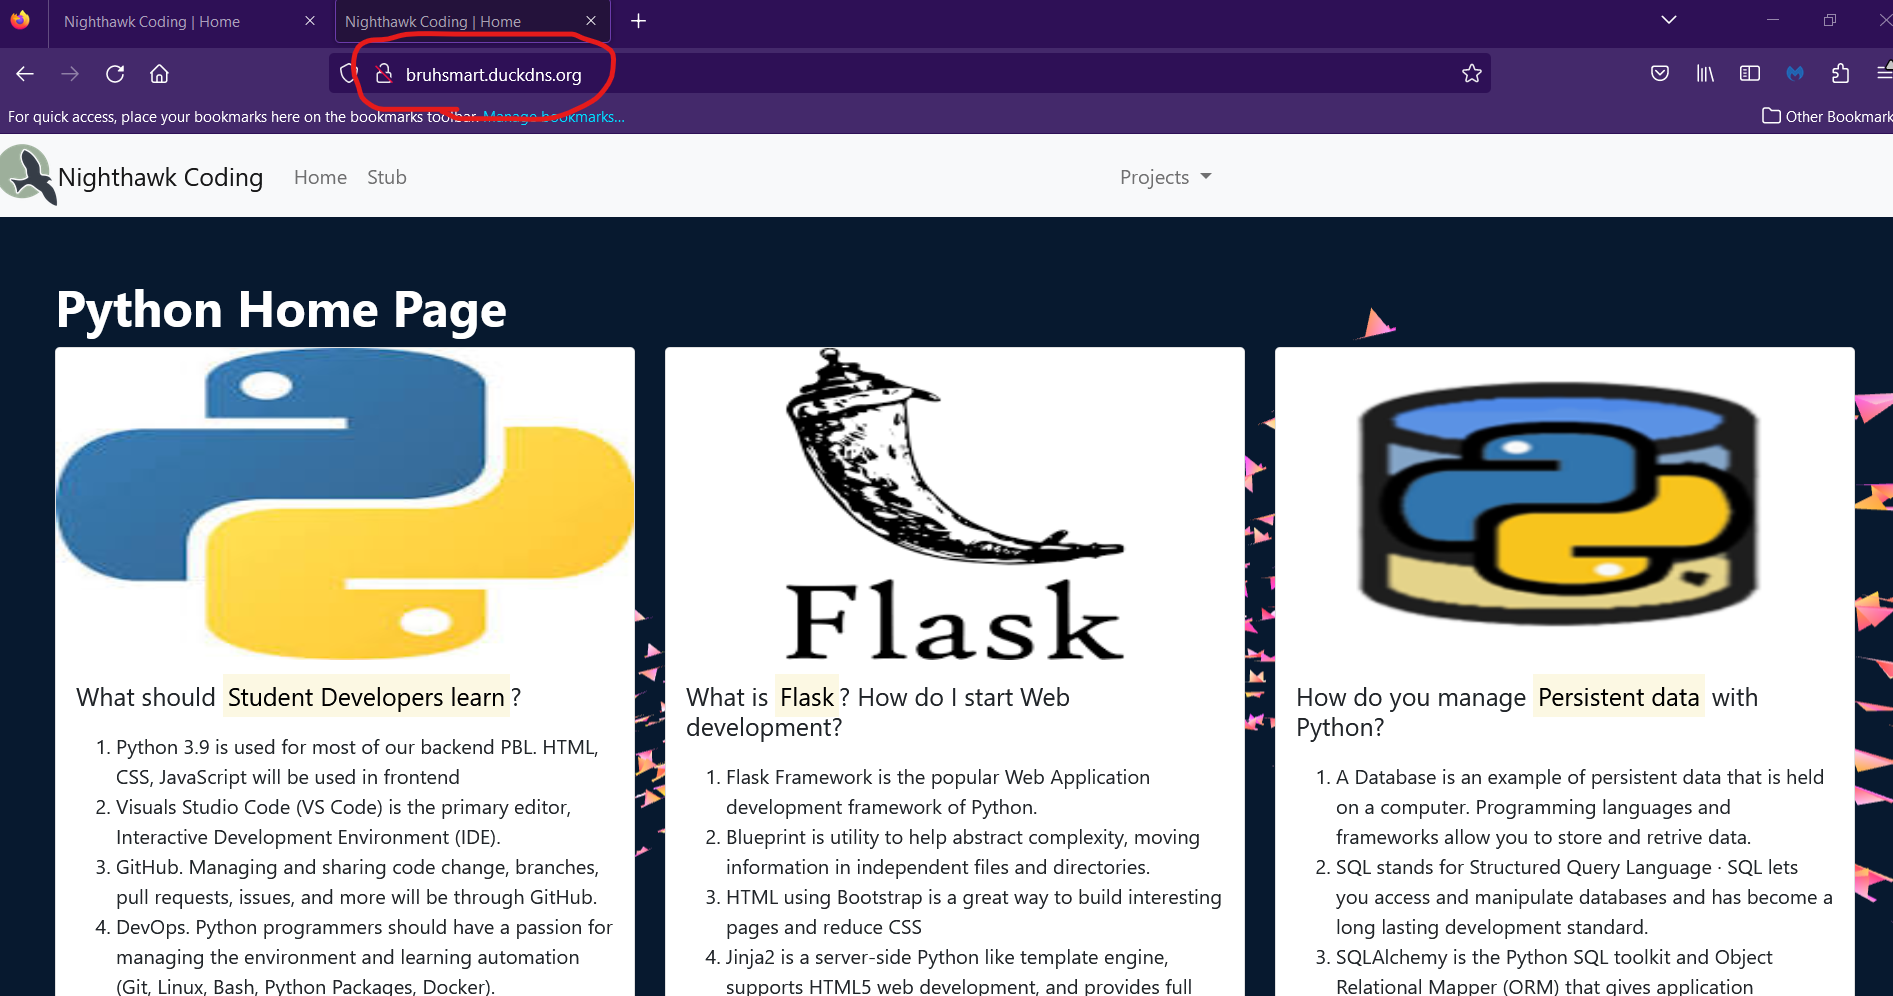 Nighthawk Coding | Home
Nighthawk Coding | Home
bruhsmart.duckdns.org
For quick access, place your bookmarks here on the bookmarks toolbar. Manage bookmarks...
Other Bookmark
Nighthawk Coding
Home
Stub
Projects
Python Home Page
What should Student Developers learn ?
1. Python 3.9 is used for most of our backend PBL. HTML,
CSS, JavaScript will be used in frontend
2. Visuals Studio Code (VS Code) is the primary editor,
Interactive Development Environment (IDE).
3. GitHub. Managing and sharing code change, branches,
pull requests, issues, and more will be through GitHub.
4. DevOps. Python programmers should have a passion for
managing the environment and learning automation
(Git, Linux, Bash, Python Packages, Docker).
Flask
What is Flask ? How do I start Web
development?
1. Flask Framework is the popular Web Application
development framework of Python.
2. Blueprint is utility to help abstract complexity, moving
information in independent files and directories.
3. HTML using Bootstrap is a great way to build interesting
pages and reduce CSS
4. Jinja2 is a server-side Python like template engine,
supports HTML5 web development, and provides full
How do you manage Persistent data with
Python?
1. A Database is an example of persistent data that is held
on a computer. Programming languages and
frameworks allow you to store and retrive data.
2. SQL stands for Structured Query Language · SQL lets
you access and manipulate databases and has become a
long lasting development standard.
3. SQLAlchemy is the Python SQL toolkit and Object
Relational Mapper (ORM) that gives application